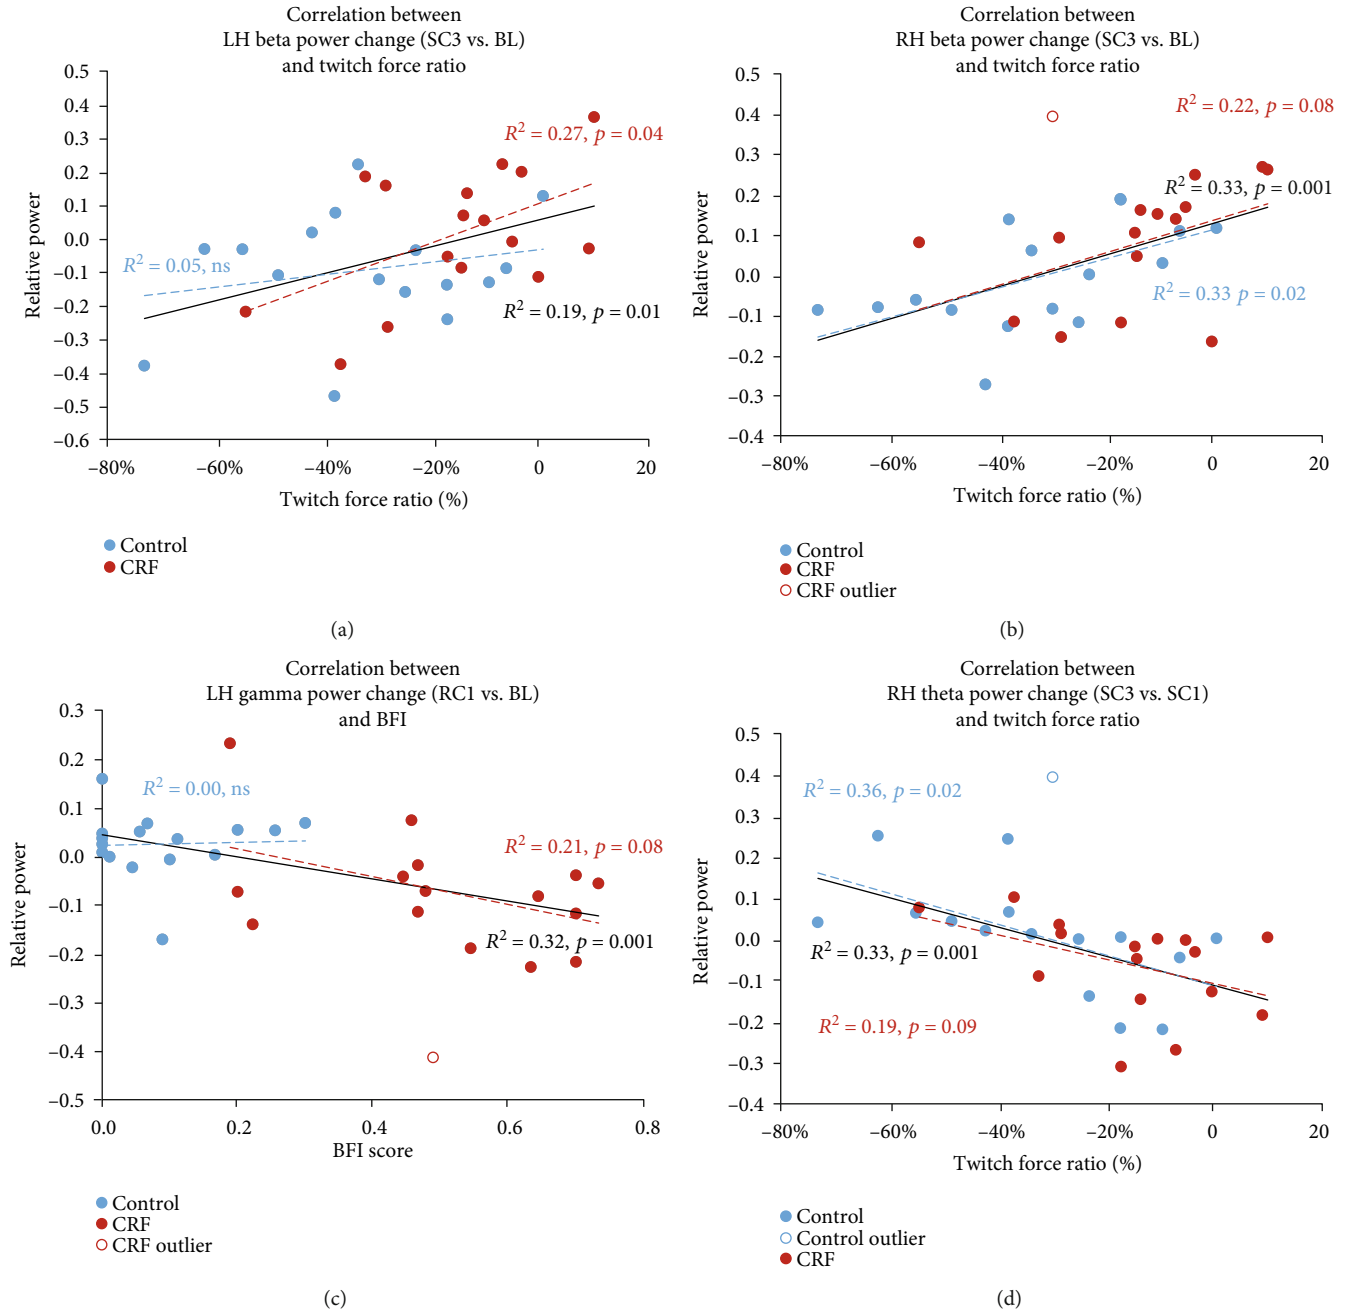 Correlation between
LH beta power change (SC3 vs. BL)
and twitch force ratio
0.5
0.4
0.3
0.2
0.1
0.0
–0.1
–0.2
–0.3
–0.4
–0.5
–0.6
Relative power
R² = 0.27, p = 0.04
R² = 0.05, ns
R² = 0.19, p = 0.01
–80%
–60%
–40%
–20%
0
20
Twitch force ratio (%)
Control
CRF
(a)
Correlation between
RH beta power change (SC3 vs. BL)
and twitch force ratio
0.5
0.4
0.3
0.2
0.1
0.0
–0.1
–0.2
–0.3
–0.4
Relative power
R² = 0.22, p = 0.08
R² = 0.33, p = 0.001
R² = 0.33 p = 0.02
–80%
–60%
–40%
–20%
0
20
Twitch force ratio (%)
Control
CRF
CRF outlier
(b)
Correlation between
LH gamma power change (RC1 vs. BL)
and BFI
0.3
0.2
0.1
0.0
–0.1
–0.2
–0.3
–0.4
–0.5
Relative power
R² = 0.00, ns
R² = 0.21, p = 0.08
R² = 0.32, p = 0.001
0.0
0.2
0.4
0.6
0.8
BFI score
Control
CRF
CRF outlier
(c)
Correlation between
RH theta power change (SC3 vs. SC1)
and twitch force ratio
0.5
0.4
0.3
0.2
0.1
0.0
–0.1
–0.2
–0.3
–0.4
Relative power
R² = 0.36, p = 0.02
R² = 0.33, p = 0.001
R² = 0.19, p = 0.09
–80%
–60%
–40%
–20%
0
20
Twitch force ratio (%)
Control
Control outlier
CRF
(d)